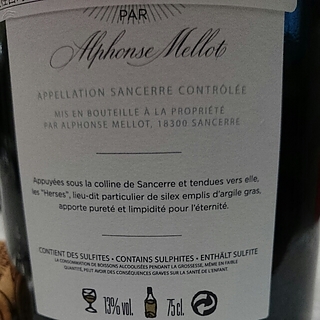 PAR
Alphonse Mellot
APPELLATION SANCERRE CONTRÔLÉE
MIS EN BOUTEILLE À LA PROPRIÉTÉ
PAR ALPHONSE MELLOT, 18300 SANCERRE
Appuyées sous la colline de Sancerre et tendues vers elle,
les "Herses", lieu-dit particulier de silex emplis d'argile gras,
apporte pureté et limpidité pour l'éternité.
CONTIENT DES SULFITES • CONTAINS SULPHITES • ENTHÄLT SULFITE
LA CONSOMMATION DE BOISSONS ALCOOLISÉES PENDANT LA GROSSESSE, MÊME EN FAIBLE
QUANTITÉ, PEUT AVOIR DES CONSÉQUENCES GRAVES SUR LA SANTÉ DE L'ENFANT.
13%vol. 75cl.